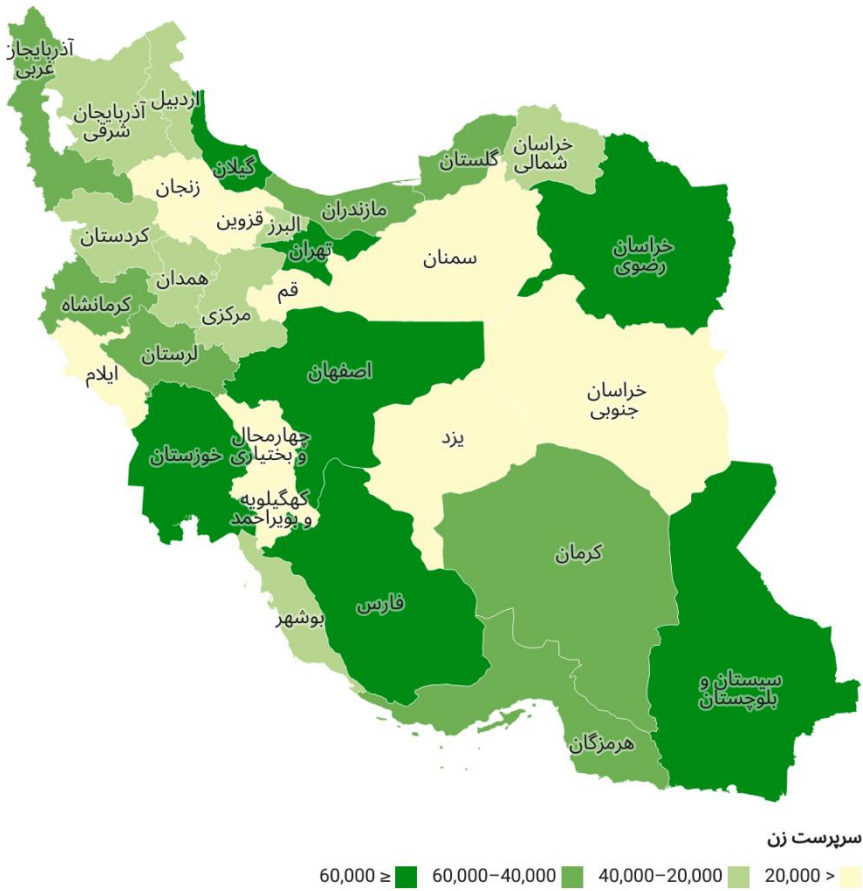 آذربایجان
غربی
اردبیل
آذربایجان
شرقی
گیلان
زنجان
گلستان
خراسان
شمالی
مازندران
قزوین
البرز
کردستان
تهران
خراسان
رضوی
سمنان
همدان
قم
کرمانشاه
مرکزی
لرستان
ایلام
اصفهان
خراسان
جنوبی
یزد
چهارمحال
و بختیاری
خوزستان
کهگیلویه
و بویراحمد
کرمان
فارس
بوشهر
سیستان و
بلوچستان
هرمزگان
سرپرست زن
20,000 >
40,000–20,000
60,000–40,000
60,000 ≥